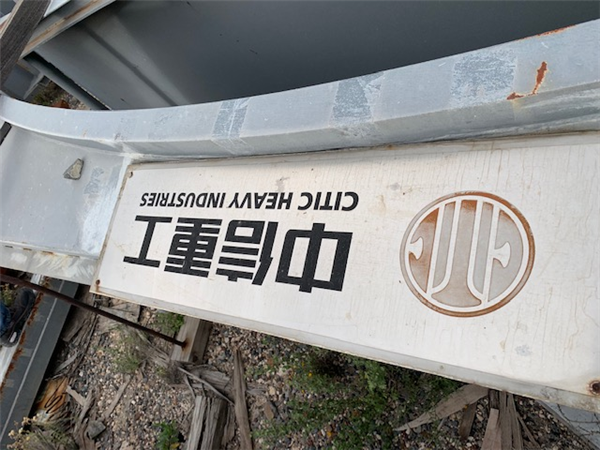 中信重工
CITIC HEAVY INDUSTRIES